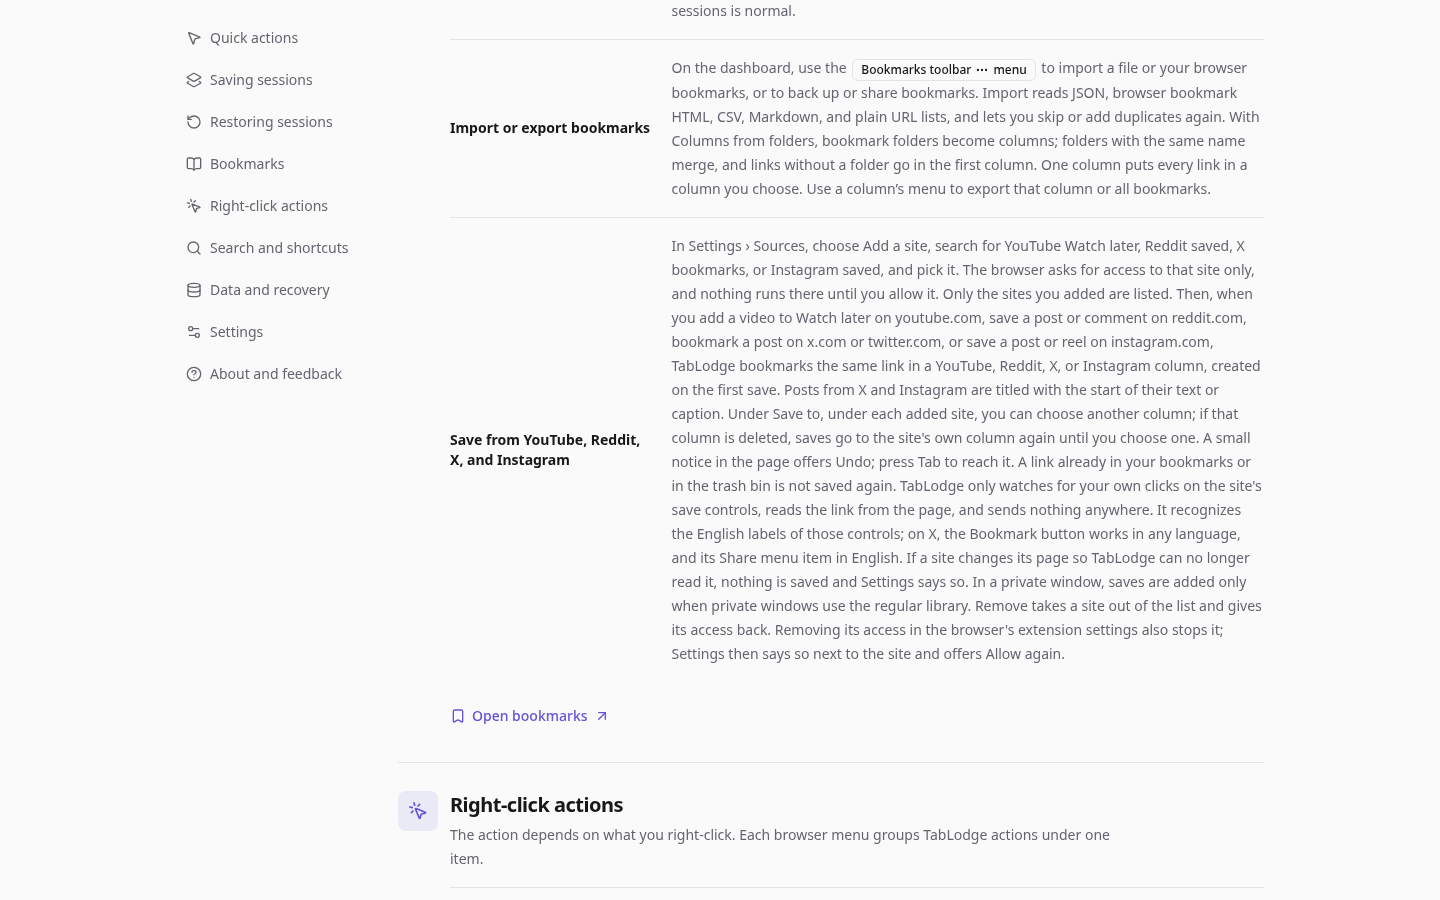 Quick actions
Saving sessions
Restoring sessions
Bookmarks
Right-click actions
Search and shortcuts
Data and recovery
Settings
About and feedback
sessions is normal.
Import or export bookmarks
On the dashboard, use the Bookmarks toolbar ··· menu to import a file or your browser
bookmarks, or to back up or share bookmarks. Import reads JSON, browser bookmark
HTML, CSV, Markdown, and plain URL lists, and lets you skip or add duplicates again. With
Columns from folders, bookmark folders become columns; folders with the same name
merge, and links without a folder go in the first column. One column puts every link in a
column you choose. Use a column’s menu to export that column or all bookmarks.
Save from YouTube, Reddit,
X, and Instagram
In Settings › Sources, choose Add a site, search for YouTube Watch later, Reddit saved, X
bookmarks, or Instagram saved, and pick it. The browser asks for access to that site only,
and nothing runs there until you allow it. Only the sites you added are listed. Then, when
you add a video to Watch later on youtube.com, save a post or comment on reddit.com,
bookmark a post on x.com or twitter.com, or save a post or reel on instagram.com,
TabLodge bookmarks the same link in a YouTube, Reddit, X, or Instagram column, created
on the first save. Posts from X and Instagram are titled with the start of their text or
caption. Under Save to, under each added site, you can choose another column; if that
column is deleted, saves go to the site's own column again until you choose one. A small
notice in the page offers Undo; press Tab to reach it. A link already in your bookmarks or
in the trash bin is not saved again. TabLodge only watches for your own clicks on the site's
save controls, reads the link from the page, and sends nothing anywhere. It recognizes
the English labels of those controls; on X, the Bookmark button works in any language,
and its Share menu item in English. If a site changes its page so TabLodge can no longer
read it, nothing is saved and Settings says so. In a private window, saves are added only
when private windows use the regular library. Remove takes a site out of the list and gives
its access back. Removing its access in the browser's extension settings also stops it;
Settings then says so next to the site and offers Allow again.
Open bookmarks
Right-click actions
The action depends on what you right-click. Each browser menu groups TabLodge actions under one
item.